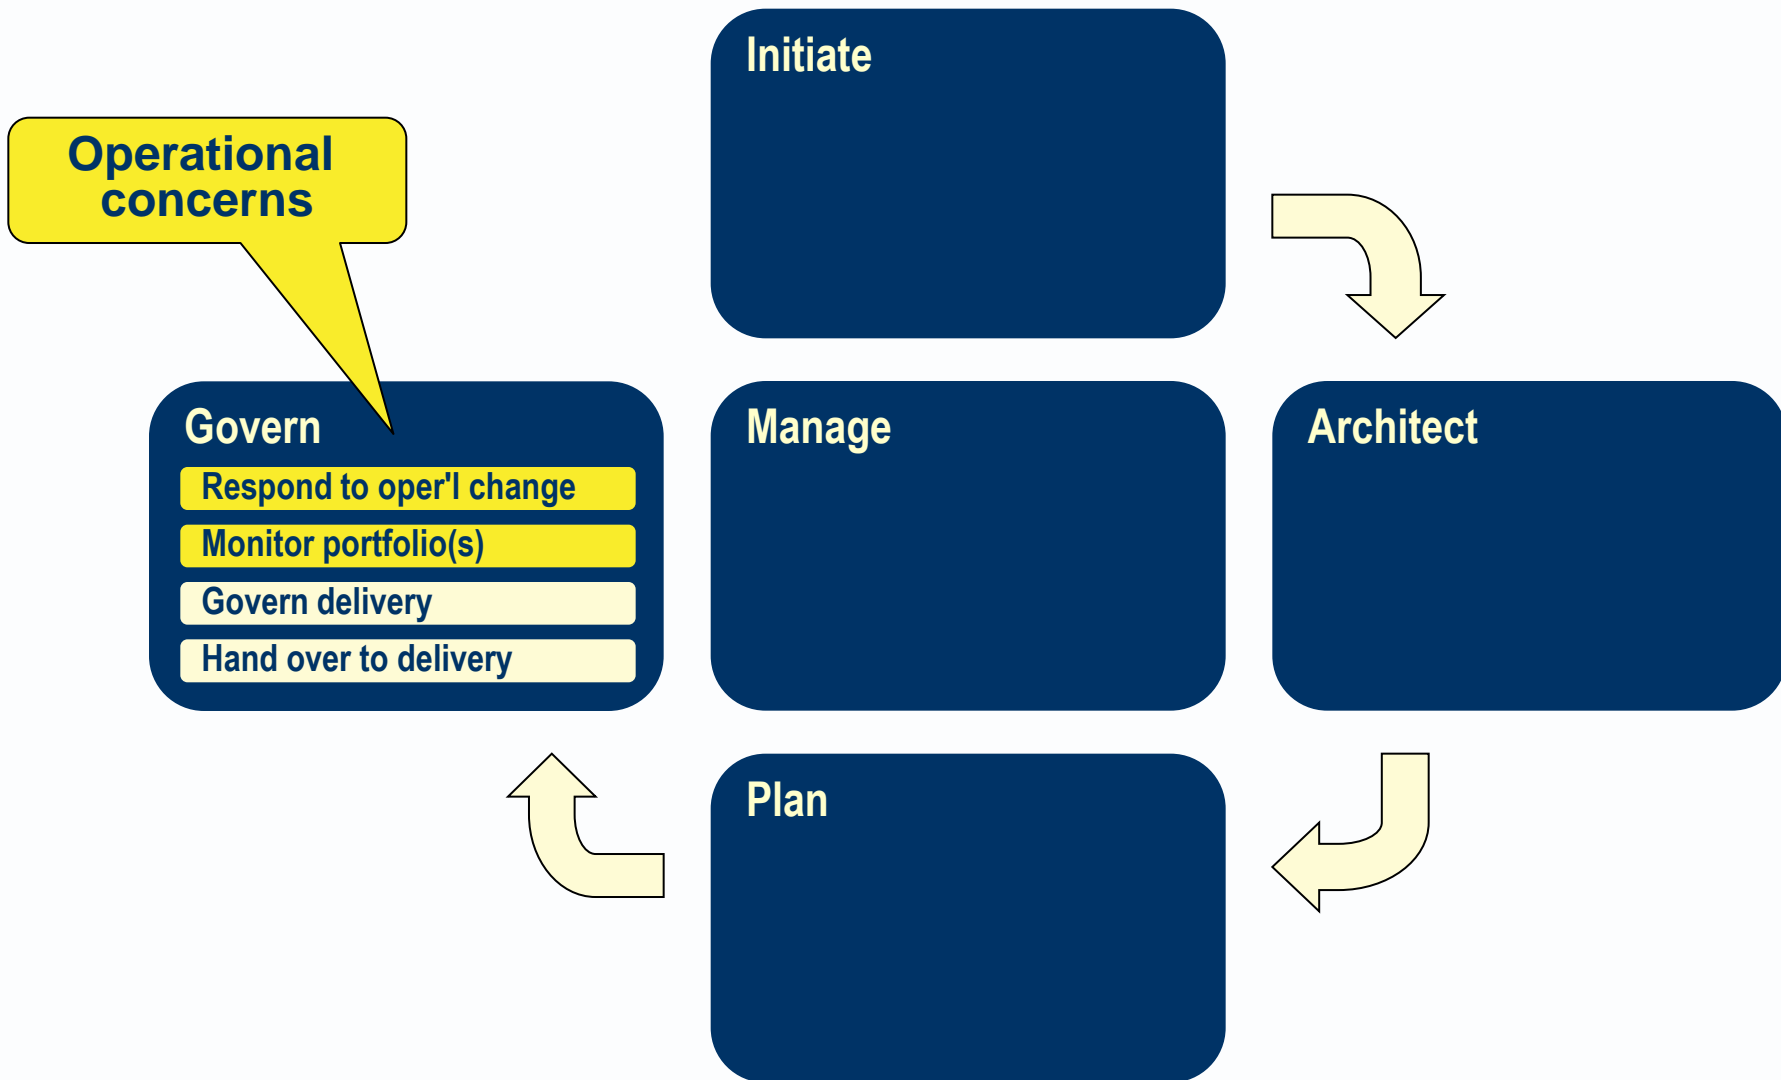 Initiate
Operational
concerns
Govern
Respond to oper'l change
Monitor portfolio(s)
Govern delivery
Hand over to delivery
Manage
Architect
Plan